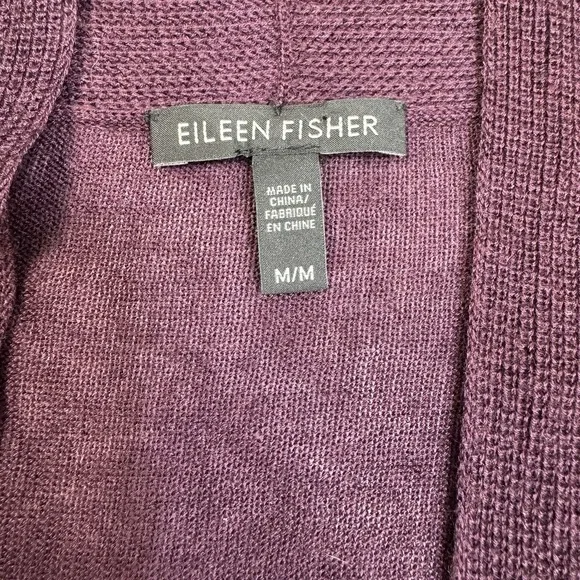 EILEEN FISHER
MADE IN
CHINA/
FABRIQUÉ
EN CHINE
M/M